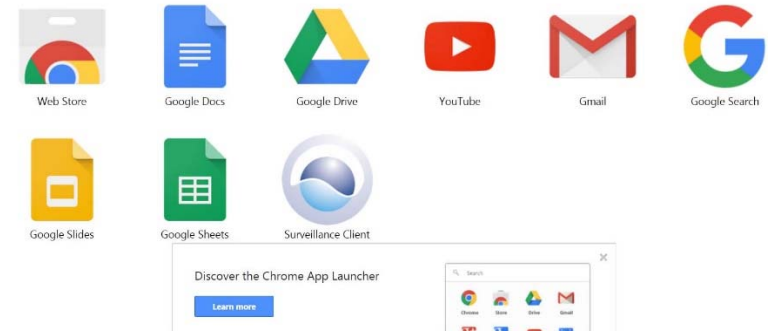 Web Store
Google Docs
Google Drive
YouTube
Gmail
Google Search
Google Slides
Google Sheets
Surveillance Client
Discover the Chrome App Launcher
Learn more
Search
Chrome
Store
Drive
Gmail